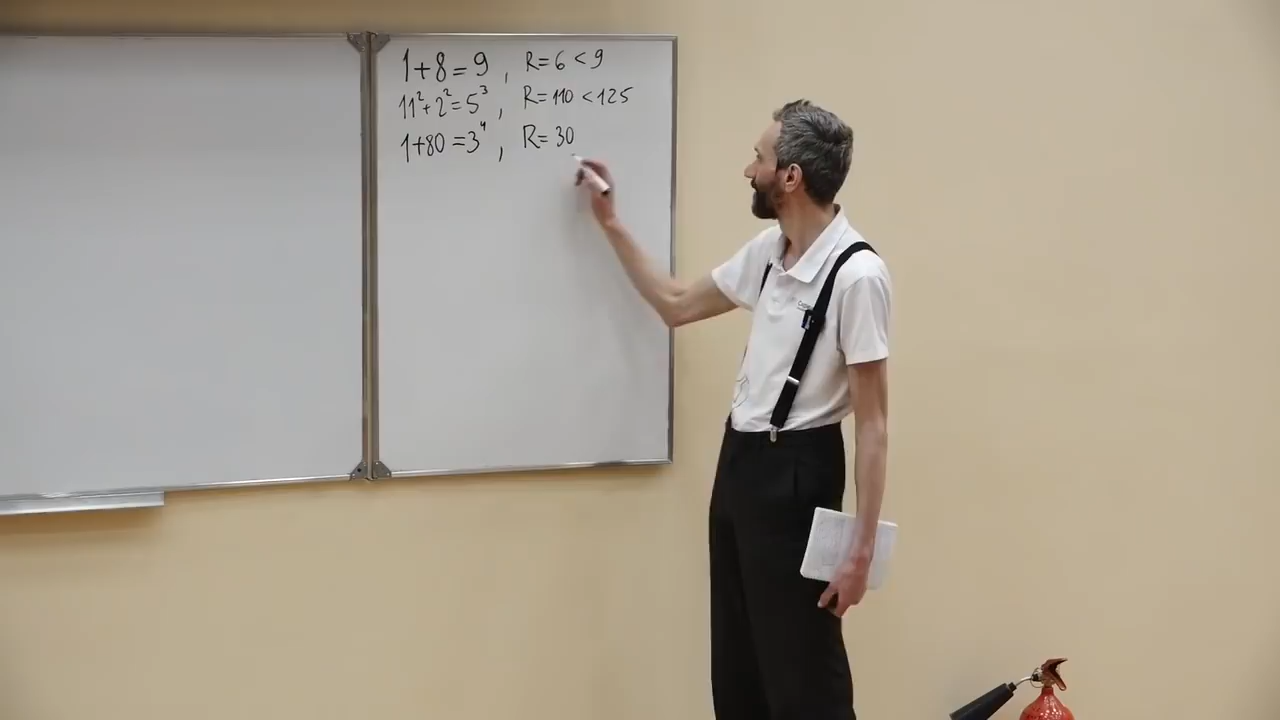 1+8=9, R=6<9
11²+2²=5³, R=110<125
1+80=3⁴, R=30